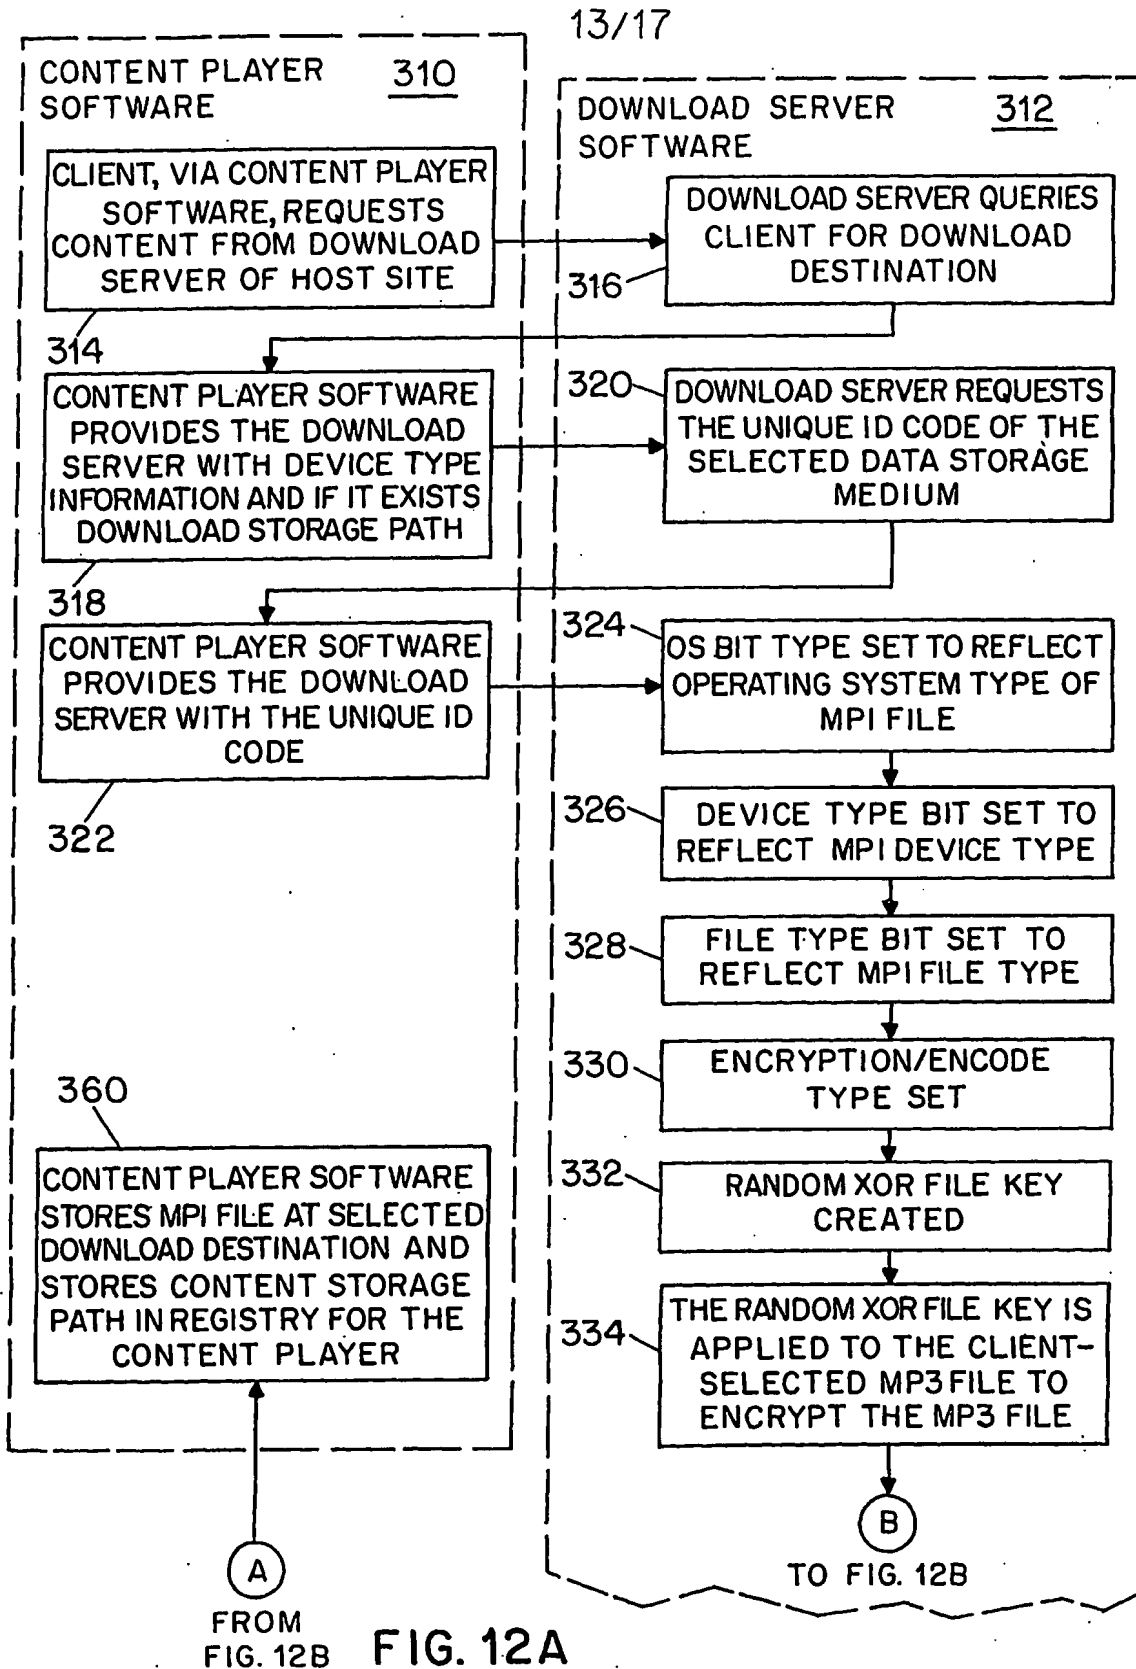 13/17
CONTENT PLAYER
SOFTWARE
310
CLIENT, VIA CONTENT PLAYER
SOFTWARE, REQUESTS
CONTENT FROM DOWNLOAD
SERVER OF HOST SITE
314
CONTENT PLAYER SOFTWARE
PROVIDES THE DOWNLOAD
SERVER WITH DEVICE TYPE
INFORMATION AND IF IT EXISTS
DOWNLOAD STORAGE PATH
318
CONTENT PLAYER SOFTWARE
PROVIDES THE DOWNLOAD
SERVER WITH THE UNIQUE ID
CODE
322
360
CONTENT PLAYER SOFTWARE
STORES MPI FILE AT SELECTED
DOWNLOAD DESTINATION AND
STORES CONTENT STORAGE
PATH IN REGISTRY FOR THE
CONTENT PLAYER
A
FROM
FIG. 12B
DOWNLOAD SERVER
SOFTWARE
312
DOWNLOAD SERVER QUERIES
CLIENT FOR DOWNLOAD
DESTINATION
316
320
DOWNLOAD SERVER REQUESTS
THE UNIQUE ID CODE OF THE
SELECTED DATA STORAGE
MEDIUM
324
OS BIT TYPE SET TO REFLECT
OPERATING SYSTEM TYPE OF
MPI FILE
326
DEVICE TYPE BIT SET TO
REFLECT MPI DEVICE TYPE
328
FILE TYPE BIT SET TO
REFLECT MPI FILE TYPE
330
ENCRYPTION/ENCODE
TYPE SET
332
RANDOM XOR FILE KEY
CREATED
334
THE RANDOM XOR FILE KEY IS
APPLIED TO THE CLIENT-
SELECTED MP3 FILE TO
ENCRYPT THE MP3 FILE
B
TO FIG. 12B
FIG. 12A